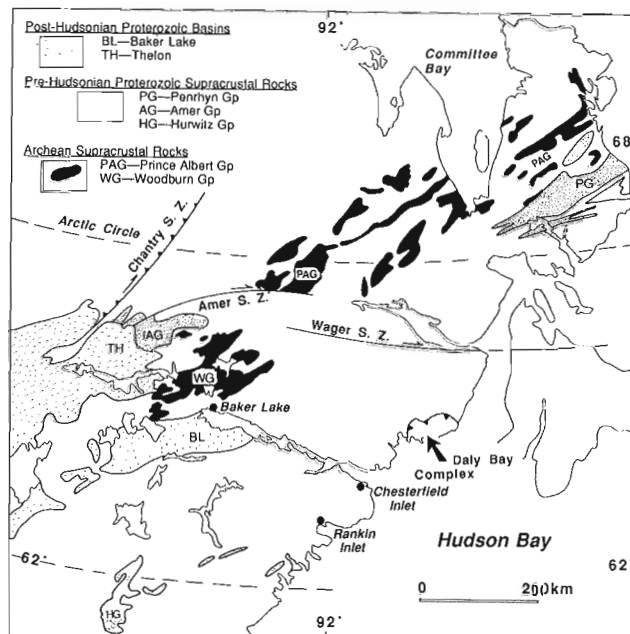 Post-Hudsonian Proterozoic Basins
BL—Baker Lake
TH—Thelon
Pre-Hudsonian Proterozoic Supracrustal Rocks
PG—Penrhyn Gp
AG—Amer Gp
HG—Hurwitz Gp
Archean Supracrustal Rocks
PAG—Prince Albert Gp
WG—Woodburn Gp
92°
Committee
Bay
68
PAG
PG
Arctic Circle
Chantry S. Z.
PAG
Amer S. Z.
Wager S. Z.
AG
TH
WG
Baker Lake
BL
Daly Bay
Complex
Chesterfield
Inlet
Rankin
Inlet
Hudson Bay
62°
62
0 200km
HG
92°